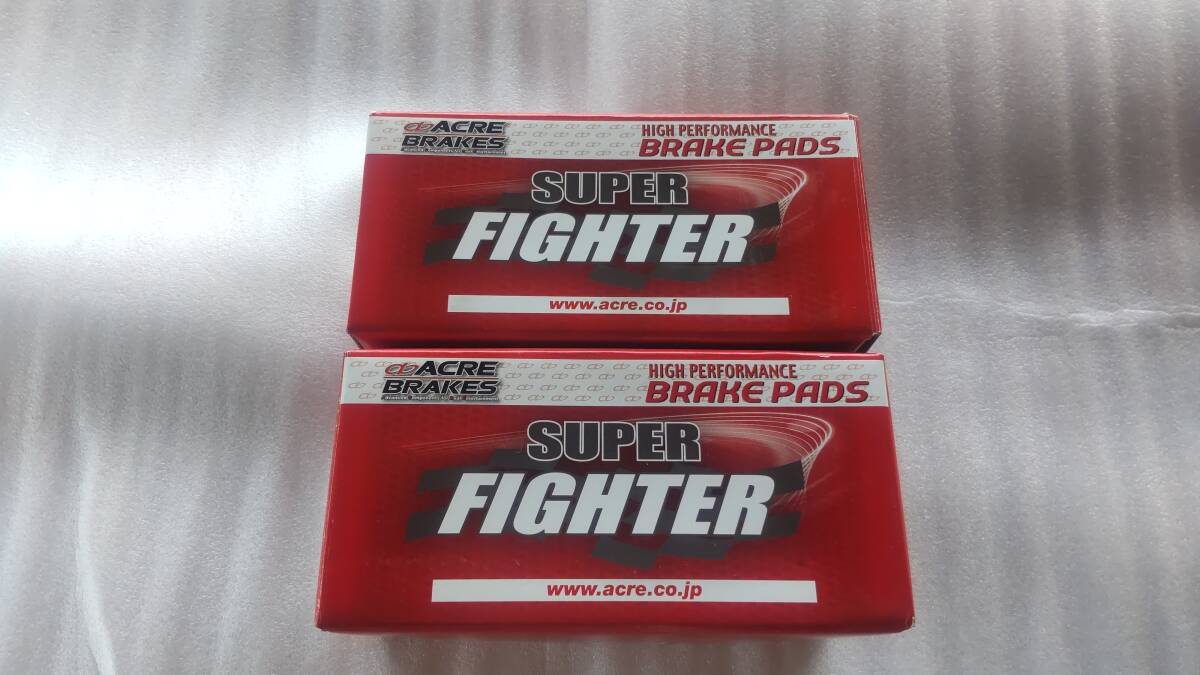 ACRE
BRAKES
HIGH PERFORMANCE
BRAKE PADS
SUPER
FIGHTER
www.acre.co.jp
ACRE
BRAKES
HIGH PERFORMANCE
BRAKE PADS
SUPER
FIGHTER
www.acre.co.jp